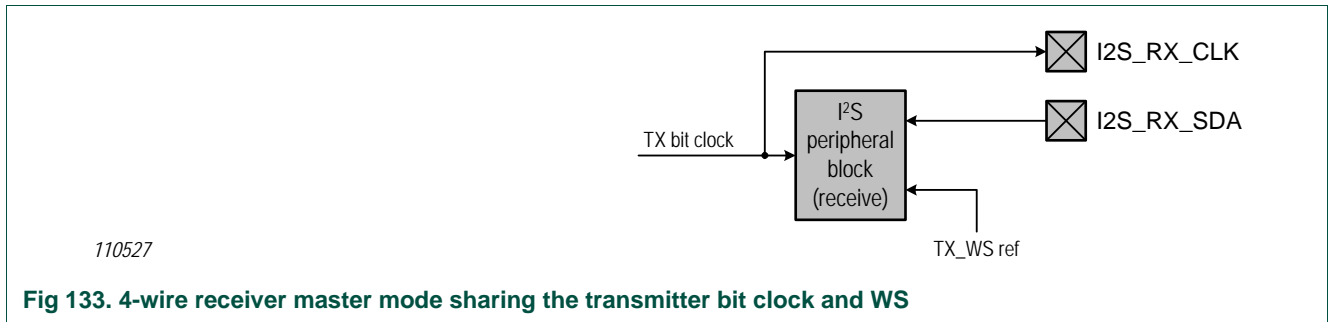 I2S_RX_CLK
I²S
peripheral
block
(receive)
I2S_RX_SDA
TX bit clock
TX_WS ref
110527
Fig 133. 4-wire receiver master mode sharing the transmitter bit clock and WS